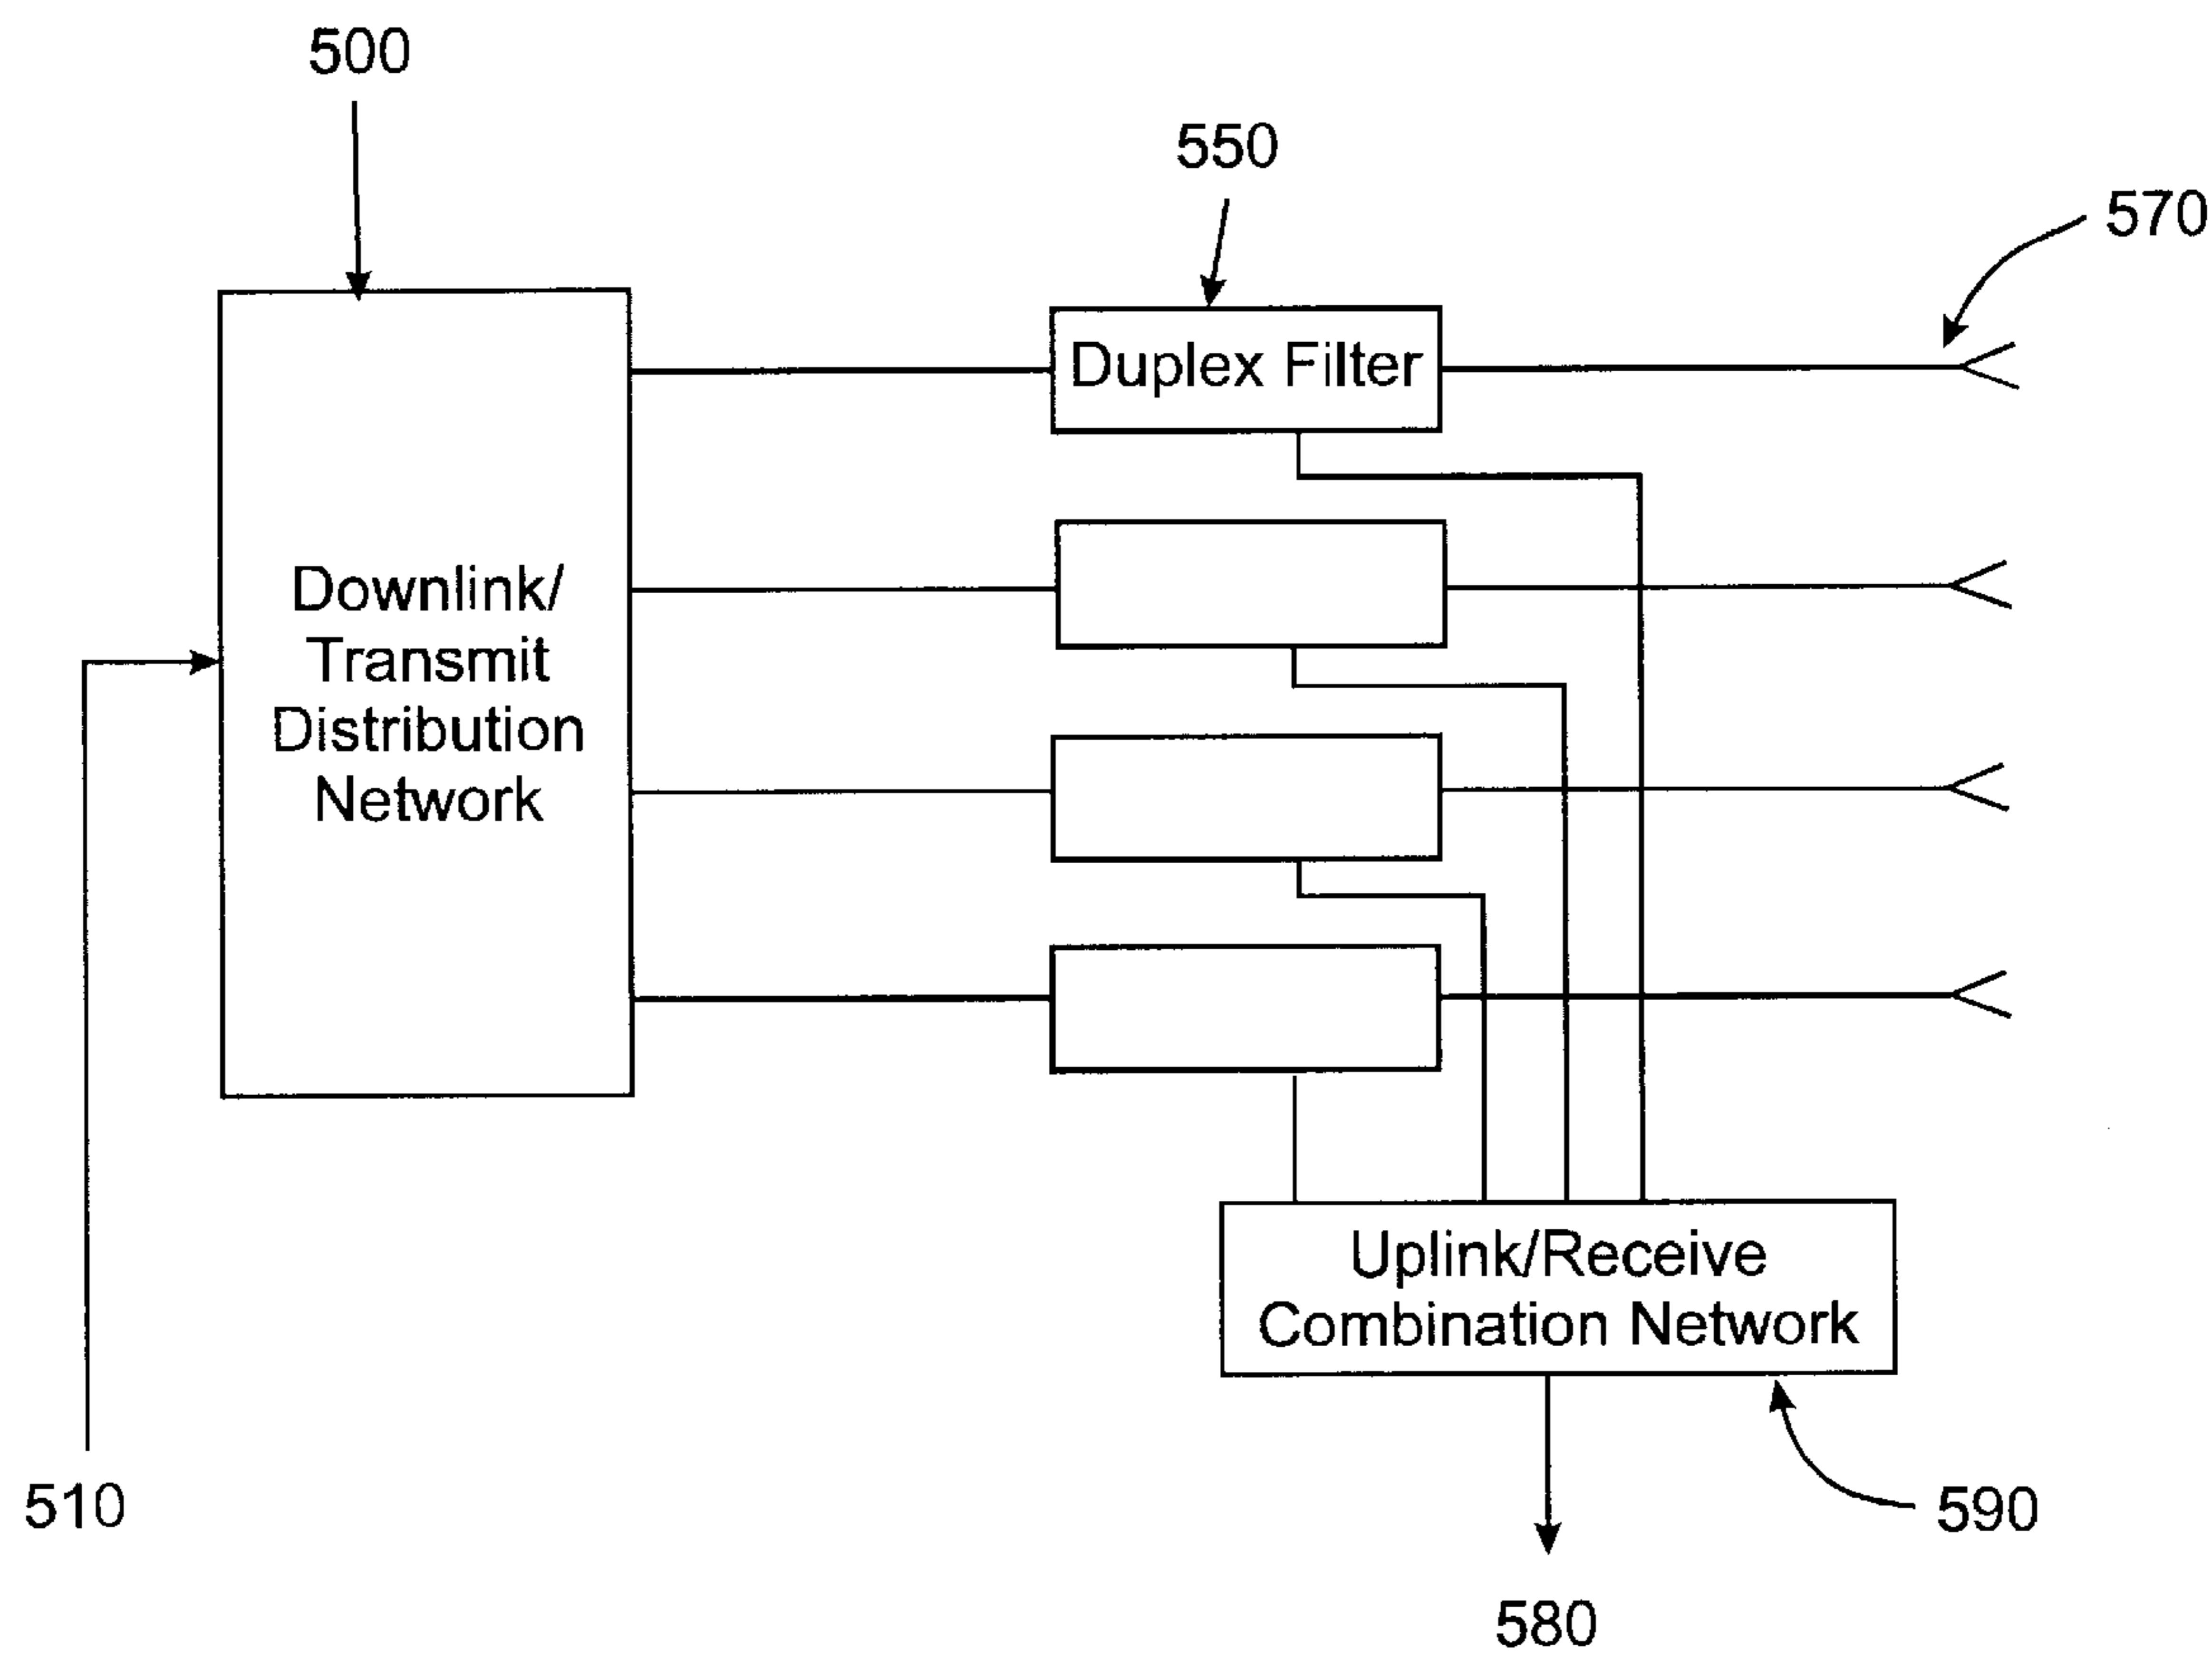 500
550
570
Duplex Filter
Downlink/
Transmit
Distribution
Network
Uplink/Receive
Combination Network
510
590
580